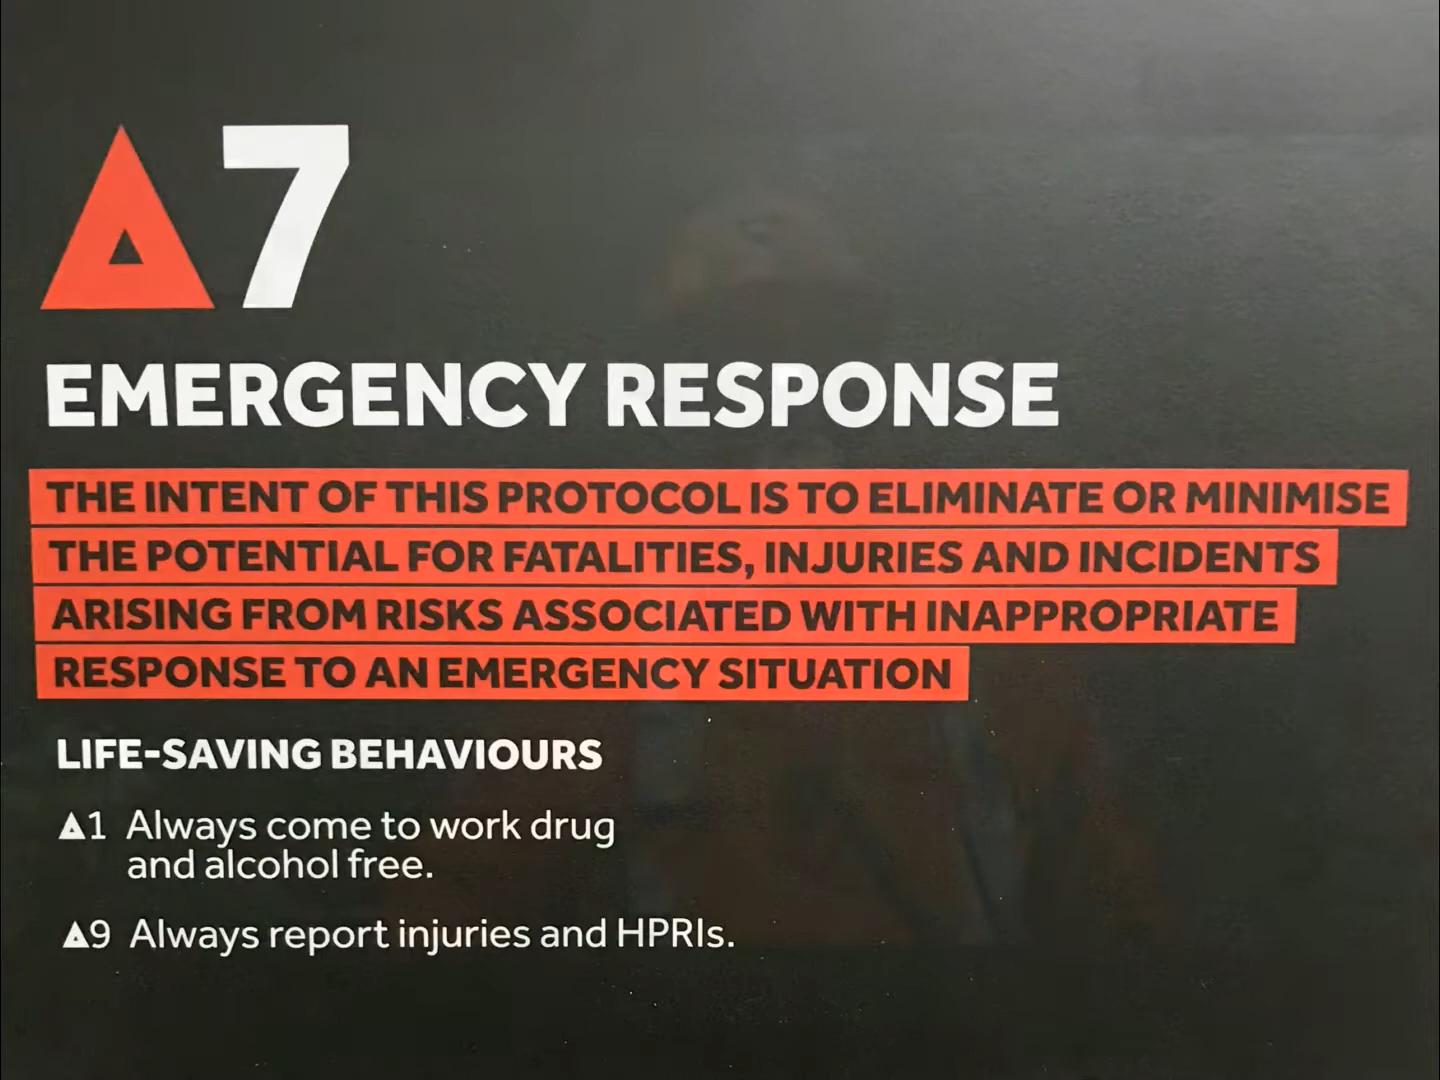 7
EMERGENCY RESPONSE
THE INTENT OF THIS PROTOCOL IS TO ELIMINATE OR MINIMISE
THE POTENTIAL FOR FATALITIES, INJURIES AND INCIDENTS
ARISING FROM RISKS ASSOCIATED WITH INAPPROPRIATE
RESPONSE TO AN EMERGENCY SITUATION
LIFE-SAVING BEHAVIOURS
1 Always come to work drug
and alcohol free.
9 Always report injuries and HPRIs.